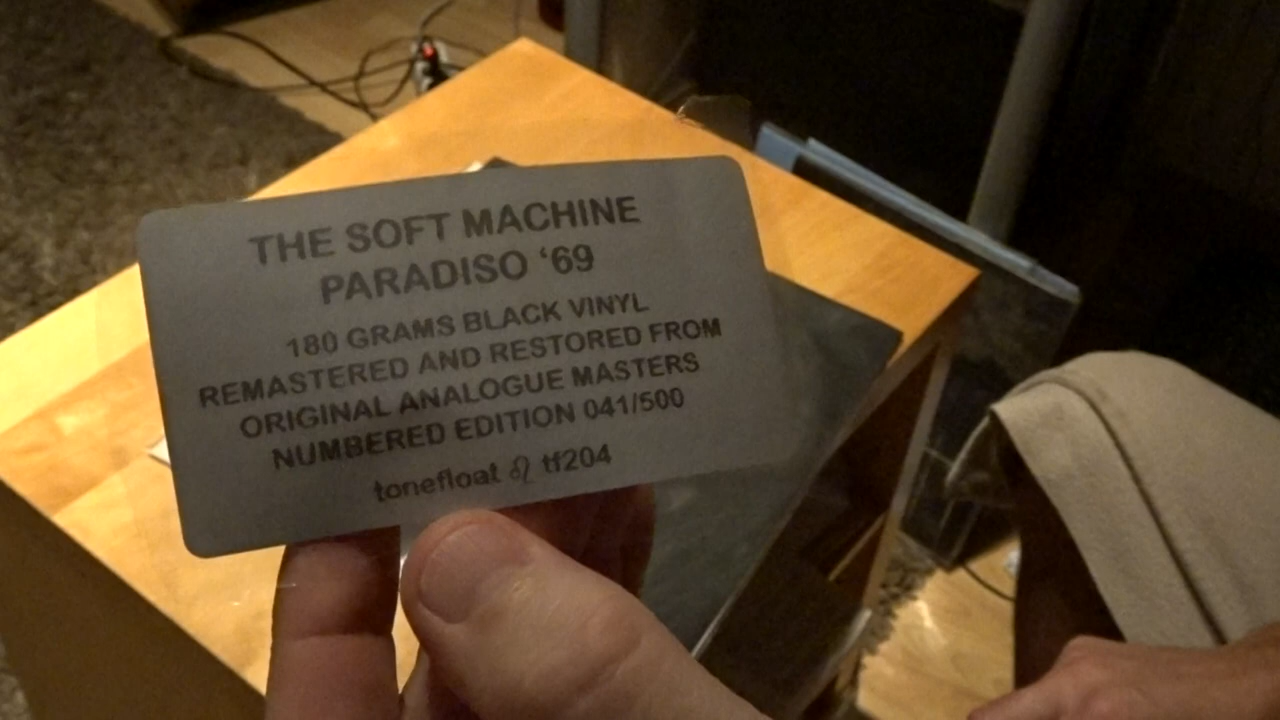 THE SOFT MACHINE
PARADISO ‘69
180 GRAMS BLACK VINYL
REMASTERED AND RESTORED FROM
ORIGINAL ANALOGUE MASTERS
NUMBERED EDITION 041/500
tonefloat ♌ tf204